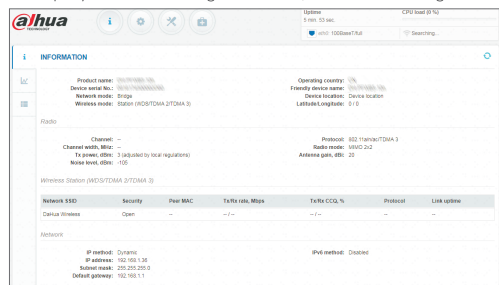 alhua
TECHNOLOGY
Uptime
5 min. 53 sec.
CPU load (0 %)
eth0: 100BaseT/full
Searching...
INFORMATION
Product name:
Device serial No.:
Network mode: Bridge
Wireless mode: Station (WDS/TDMA 2/TDMA 3)
Operating country:
Friendly device name:
Device location: Device location
Latitude/Longitude: 0 / 0
Radio
Channel: --
Channel width, MHz: --
Tx power, dBm: 3 (adjusted by local regulations)
Noise level, dBm: -105
Protocol: 802.11an/ac/TDMA 3
Radio mode: MIMO 2x2
Antenna gain, dBi: 20
Wireless Station (WDS/TDMA 2/TDMA 3)
Network SSID Security Peer MAC Tx/Rx rate, Mbps Tx/Rx CCQ, % Protocol Link uptime
DaHua Wireless Open -- -- / -- -- / -- -- --
Network
IP method: Dynamic
IP address: 192.168.1.36
Subnet mask: 255.255.255.0
Default gateway: 192.168.1.1
IPv6 method: Disabled